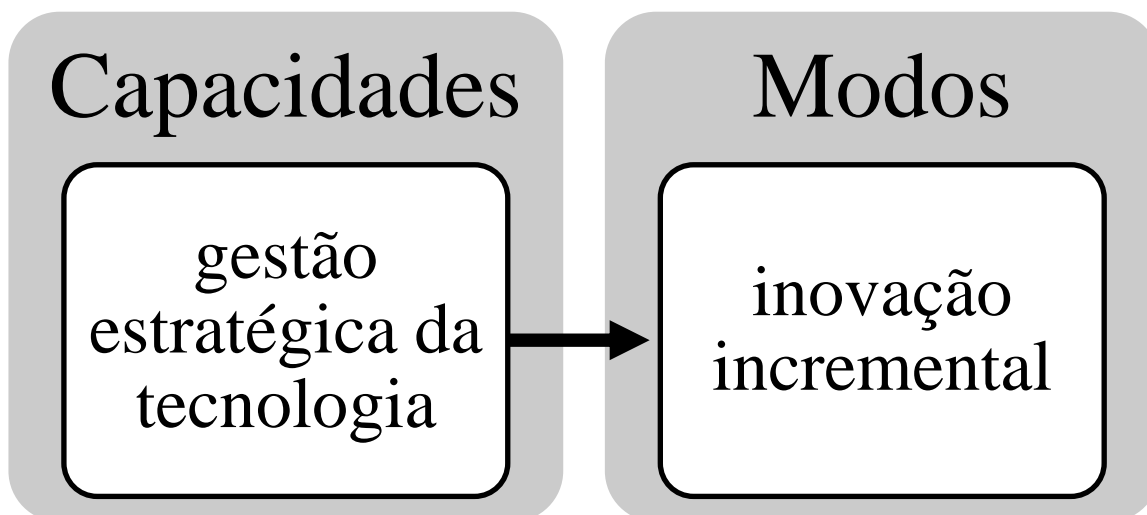 Capacidades
gestão
estratégica da
tecnologia
Modos
inovação
incremental